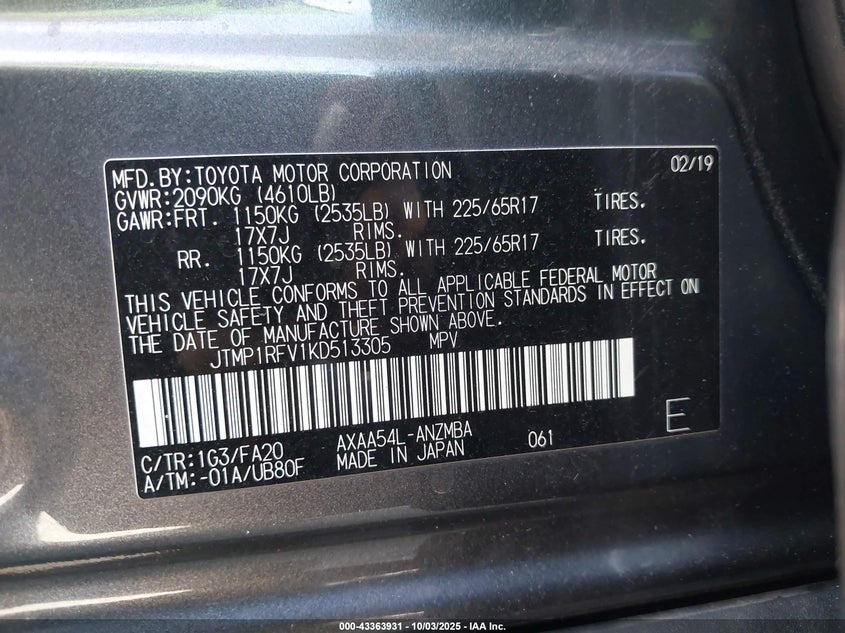 MFD.BY:TOYOTA MOTOR CORPORATION 02/19
GVWR:2090KG (4610LB)
GAWR:FRT. 1150KG (2535LB) WITH 225/65R17 TIRES.
17X7J RIMS.
RR. 1150KG (2535LB) WITH 225/65R17 TIRES.
17X7J RIMS.
THIS VEHICLE CONFORMS TO ALL APPLICABLE FEDERAL MOTOR
VEHICLE SAFETY AND THEFT PREVENTION STANDARDS IN EFFECT ON
THE DATE OF MANUFACTURE SHOWN ABOVE.
JTMP1RFV1KD513305 MPV
E
C/TR:1G3/FA20 AXAA54L-ANZMBA 061
A/TM:-01A/UB80F MADE IN JAPAN
000-43363931 - 10/03/2025 - IAA Inc.